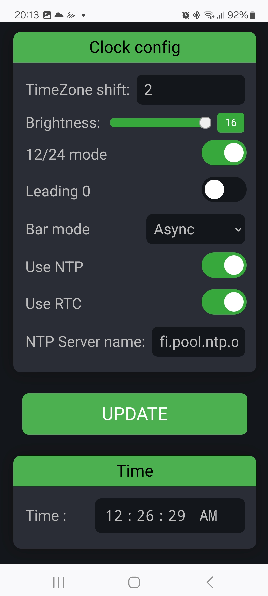 20:13 92%
Clock config
TimeZone shift: 2
Brightness: 16
12/24 mode
Leading 0
Bar mode Async
Use NTP
Use RTC
NTP Server name: fi.pool.ntp.o
UPDATE
Time
Time : 12 : 26 : 29 AM